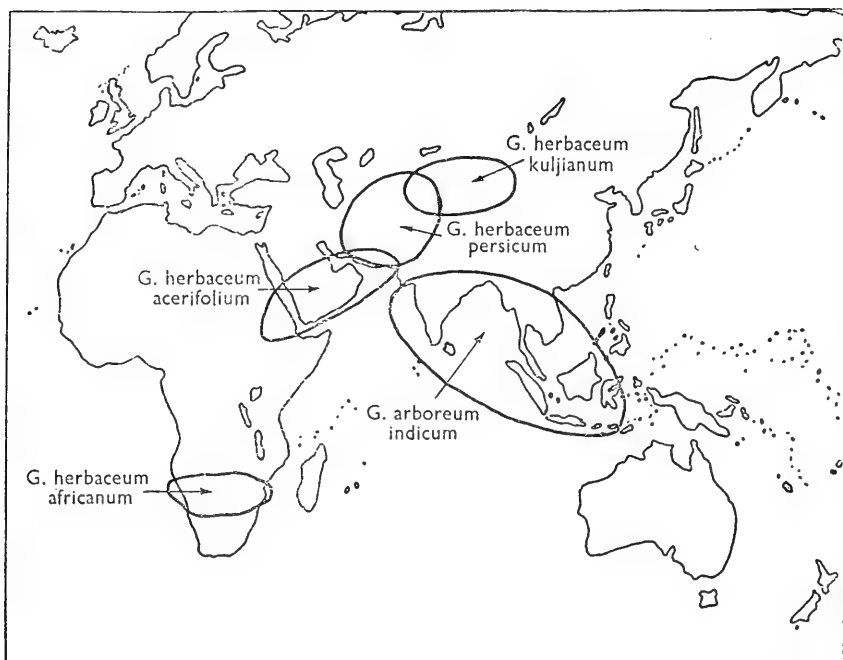 G. herbaceum
kuljianum
G. herbaceum
persicum
G. herbaceum
acerifolium
G. arboreum
indicum
G. herbaceum
africanum